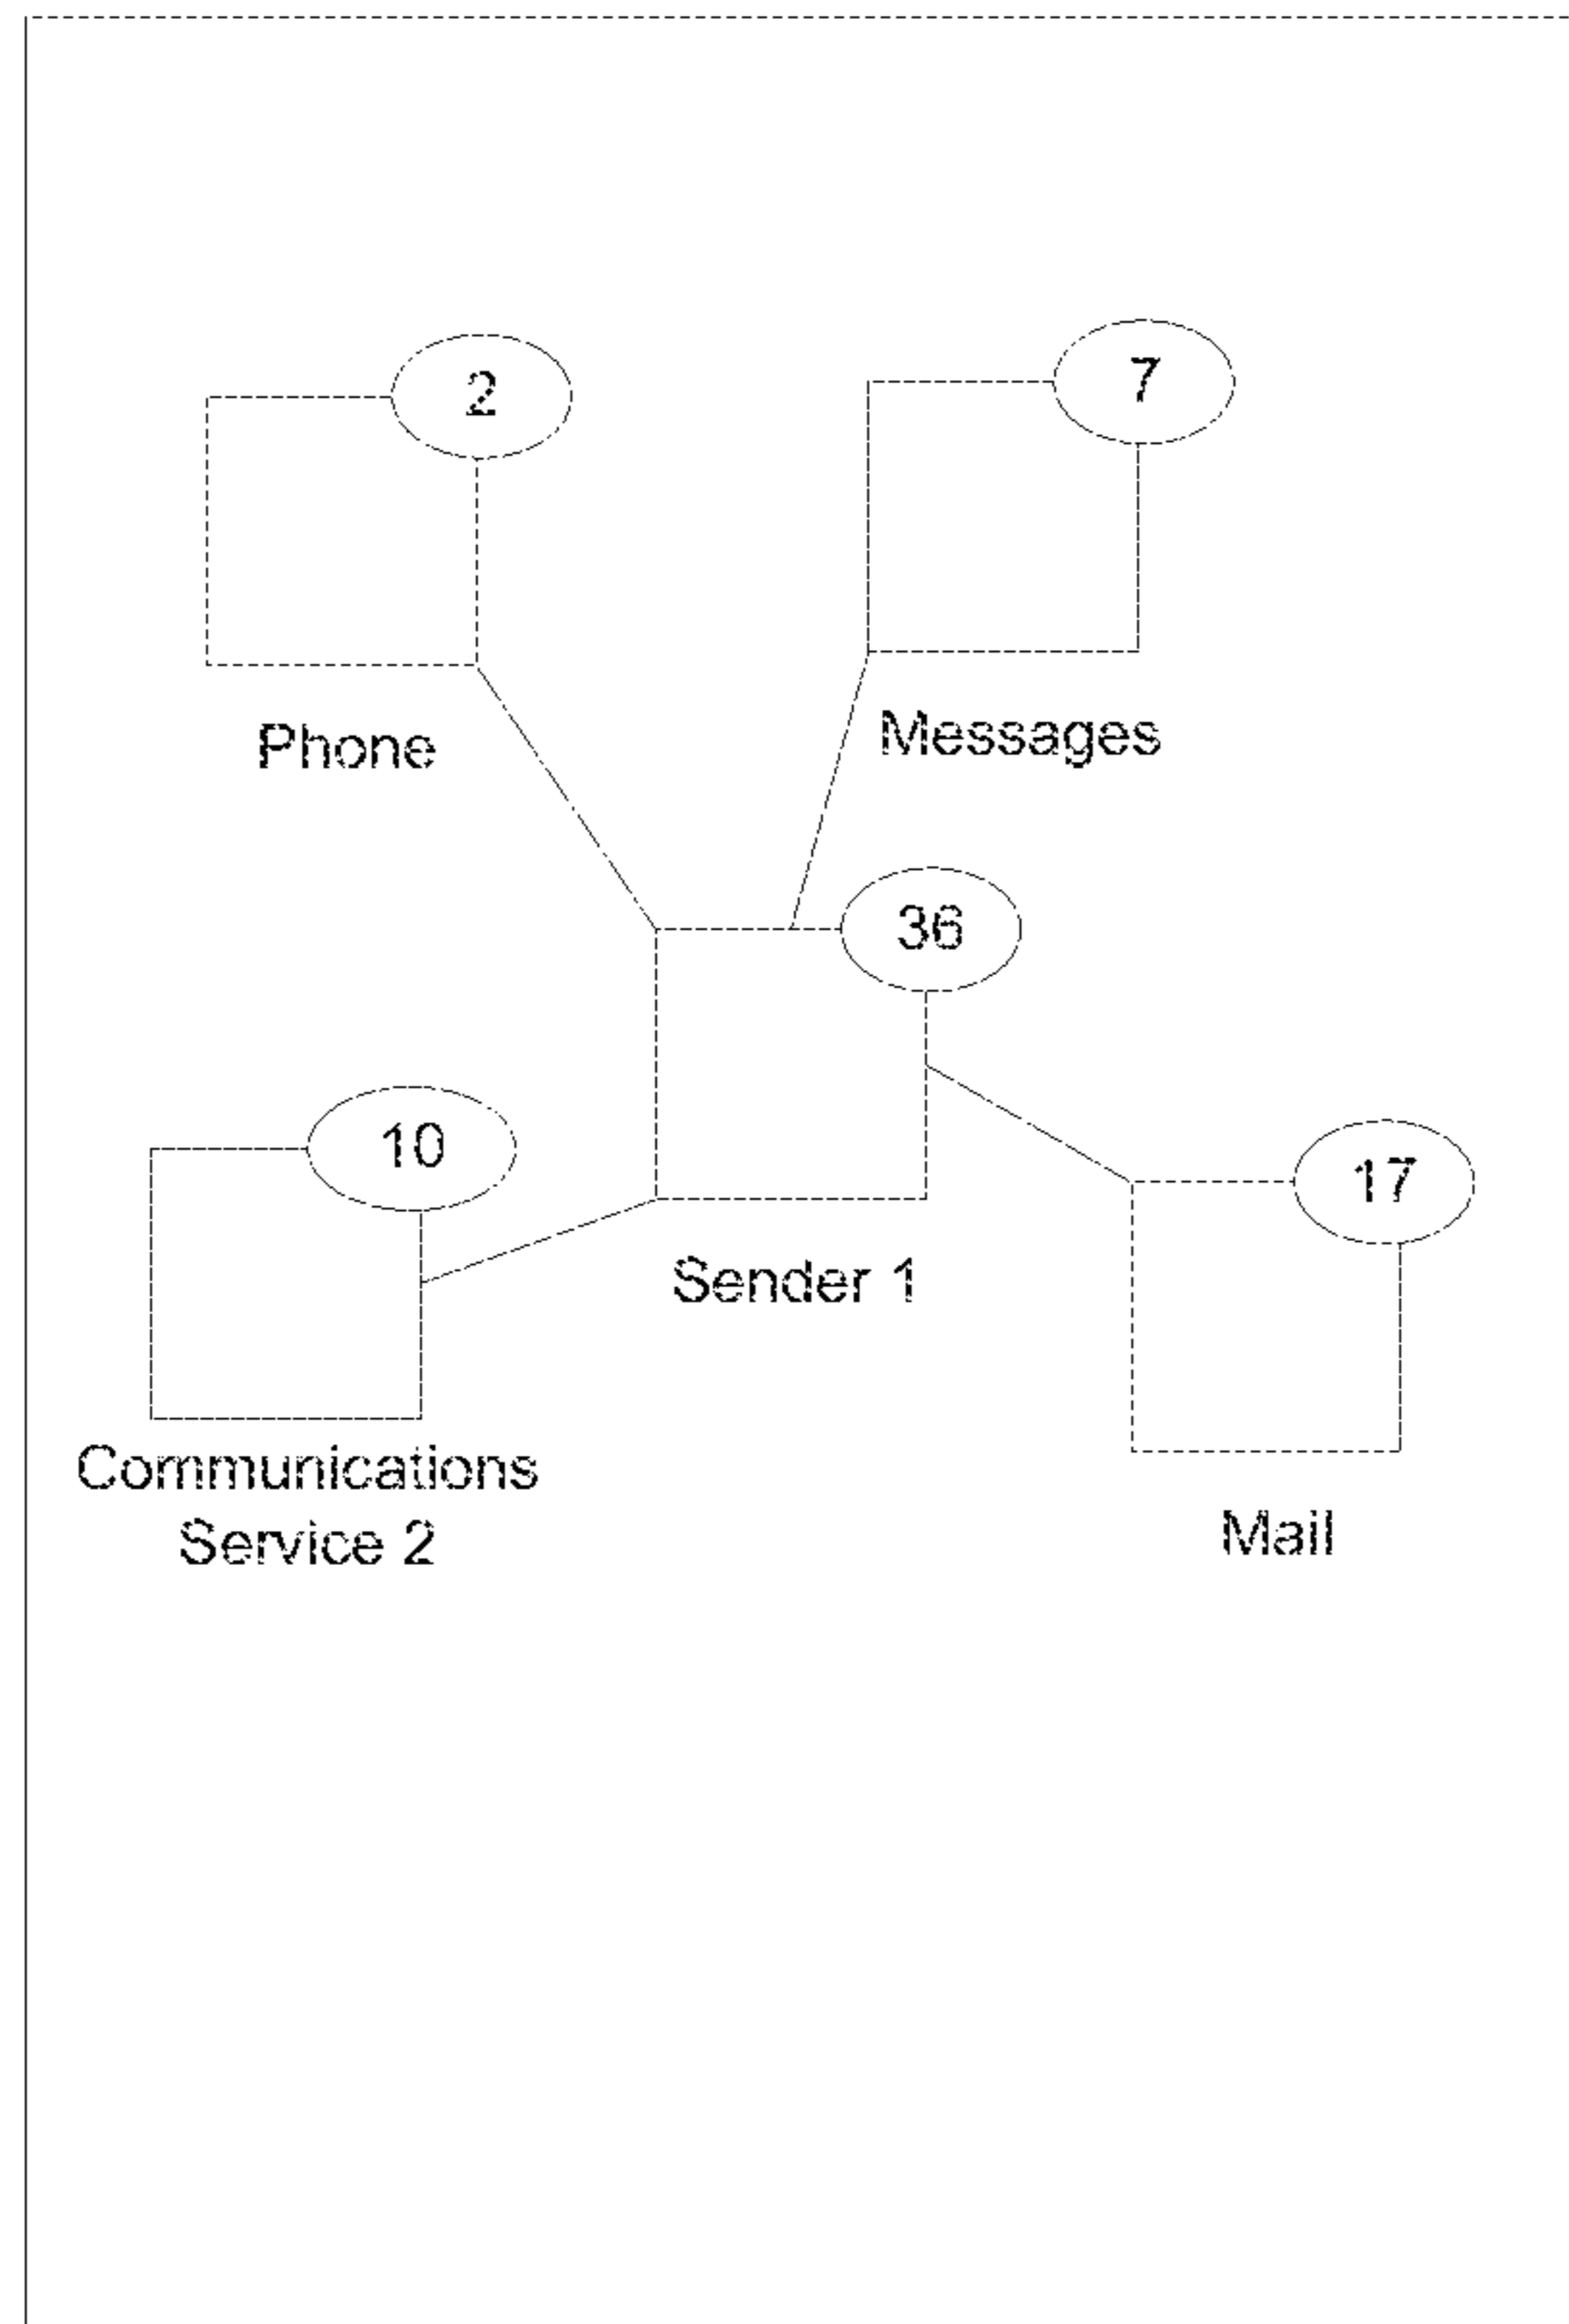 2
7
Phone
Messages
36
10
17
Sender 1
Communications
Service 2
Mail